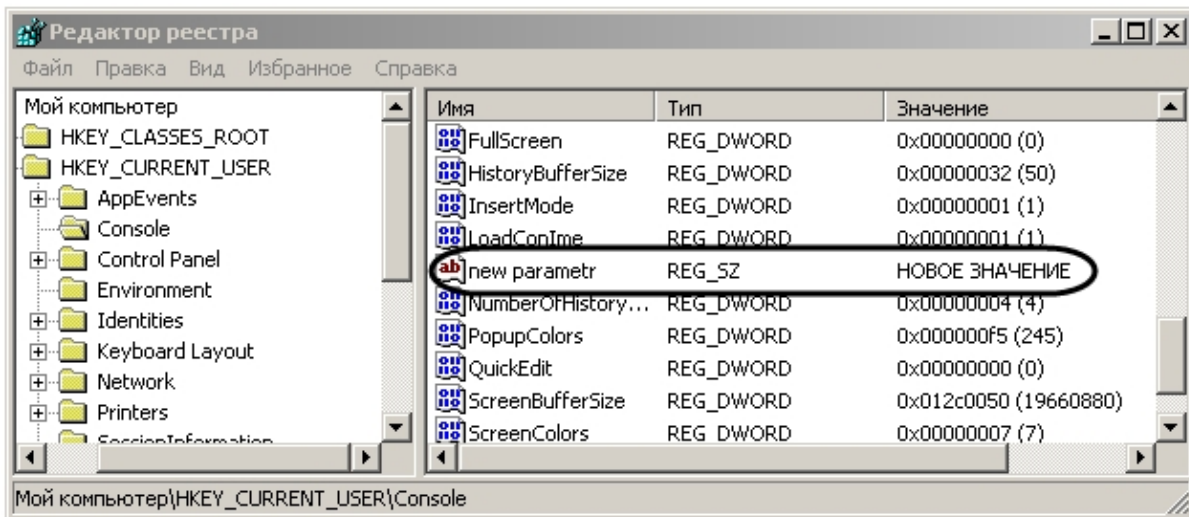 Редактор реестра
Файл Правка Вид Избранное Справка
Мой компьютер
HKEY_CLASSES_ROOT
HKEY_CURRENT_USER
AppEvents
Console
Control Panel
Environment
Identities
Keyboard Layout
Network
Printers
SessionInformation
Имя Тип Значение
FullScreen REG_DWORD 0x00000000 (0)
HistoryBufferSize REG_DWORD 0x00000032 (50)
InsertMode REG_DWORD 0x00000001 (1)
LoadConIme REG_DWORD 0x00000001 (1)
new parametr REG_SZ НОВОЕ ЗНАЧЕНИЕ
NumberOfHistory... REG_DWORD 0x00000004 (4)
PopupColors REG_DWORD 0x000000f5 (245)
QuickEdit REG_DWORD 0x00000000 (0)
ScreenBufferSize REG_DWORD 0x012c0050 (19660880)
ScreenColors REG_DWORD 0x00000007 (7)
Мой компьютер\HKEY_CURRENT_USER\Console